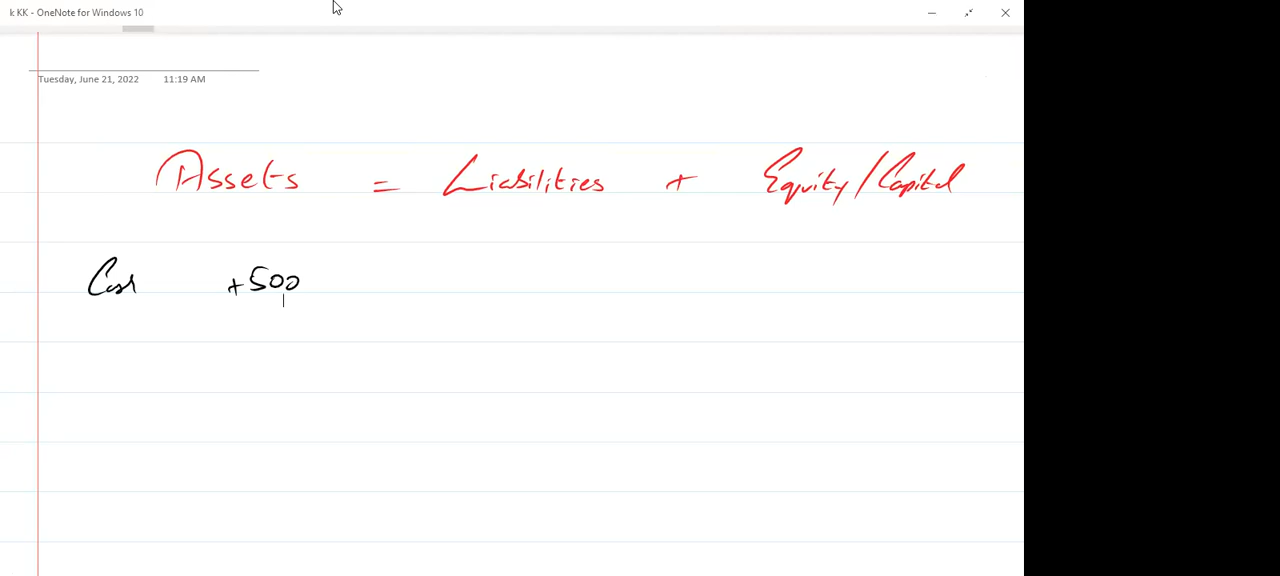 k KK - OneNote for Windows 10
Tuesday, June 21, 2022 11:19 AM
Assets = Liabilities + Equity/Capital
Cash +500